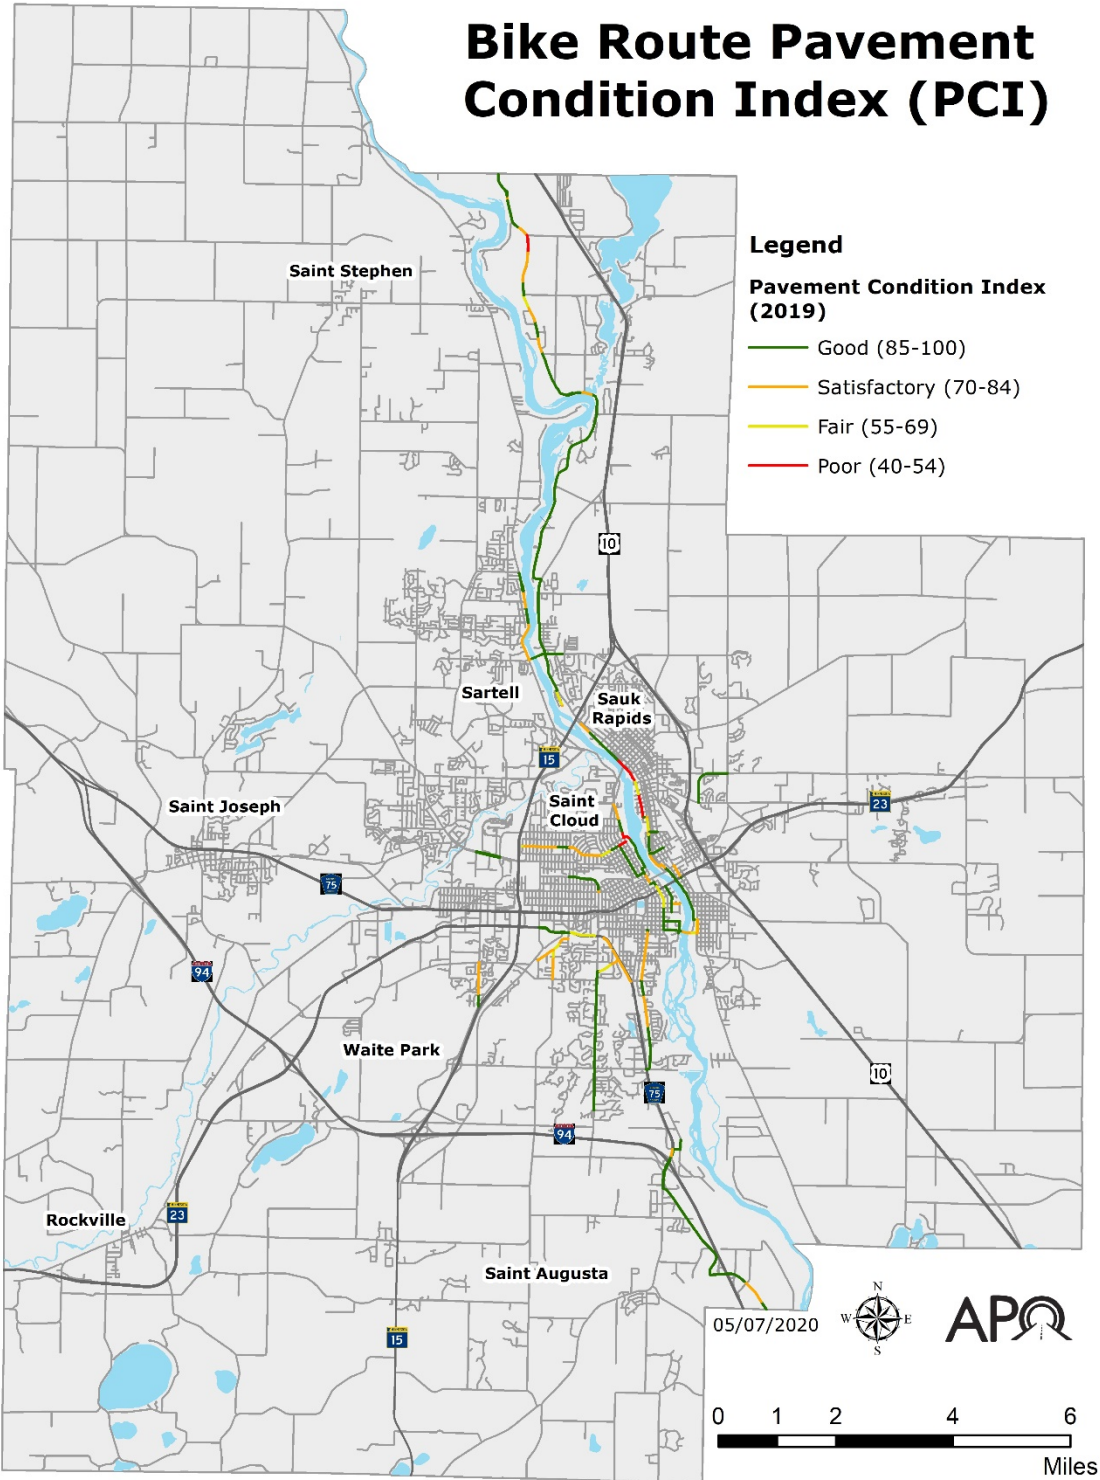 Bike Route Pavement
Condition Index (PCI)
Legend
Pavement Condition Index
(2019)
Good (85-100)
Satisfactory (70-84)
Fair (55-69)
Poor (40-54)
Saint Stephen
10
Sartell
Sauk
Rapids
15
Saint Joseph
Saint
Cloud
23
75
94
Waite Park
10
75
94
Rockville
23
Saint Augusta
15
05/07/2020
N
W
E
S
APO
0
1
2
4
6
Miles